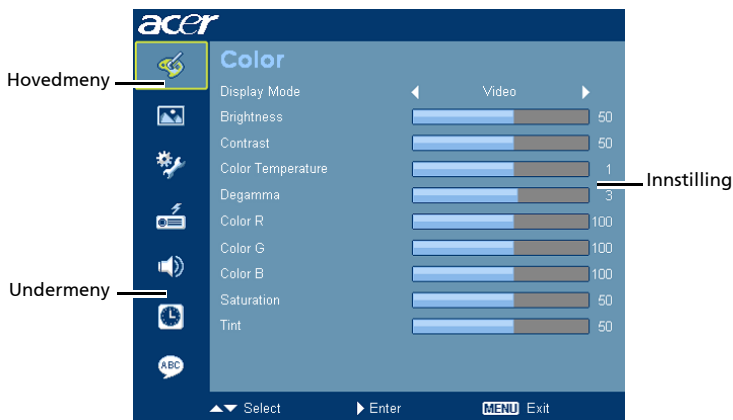 acer
Color
Hovedmeny
Display Mode Video
Brightness 50
Contrast 50
Color Temperature 1
Innstilling
Degamma 3
Color R 100
Color G 100
Color B 100
Undermeny
Saturation 50
Tint 50
ABC
Select Enter MENU Exit